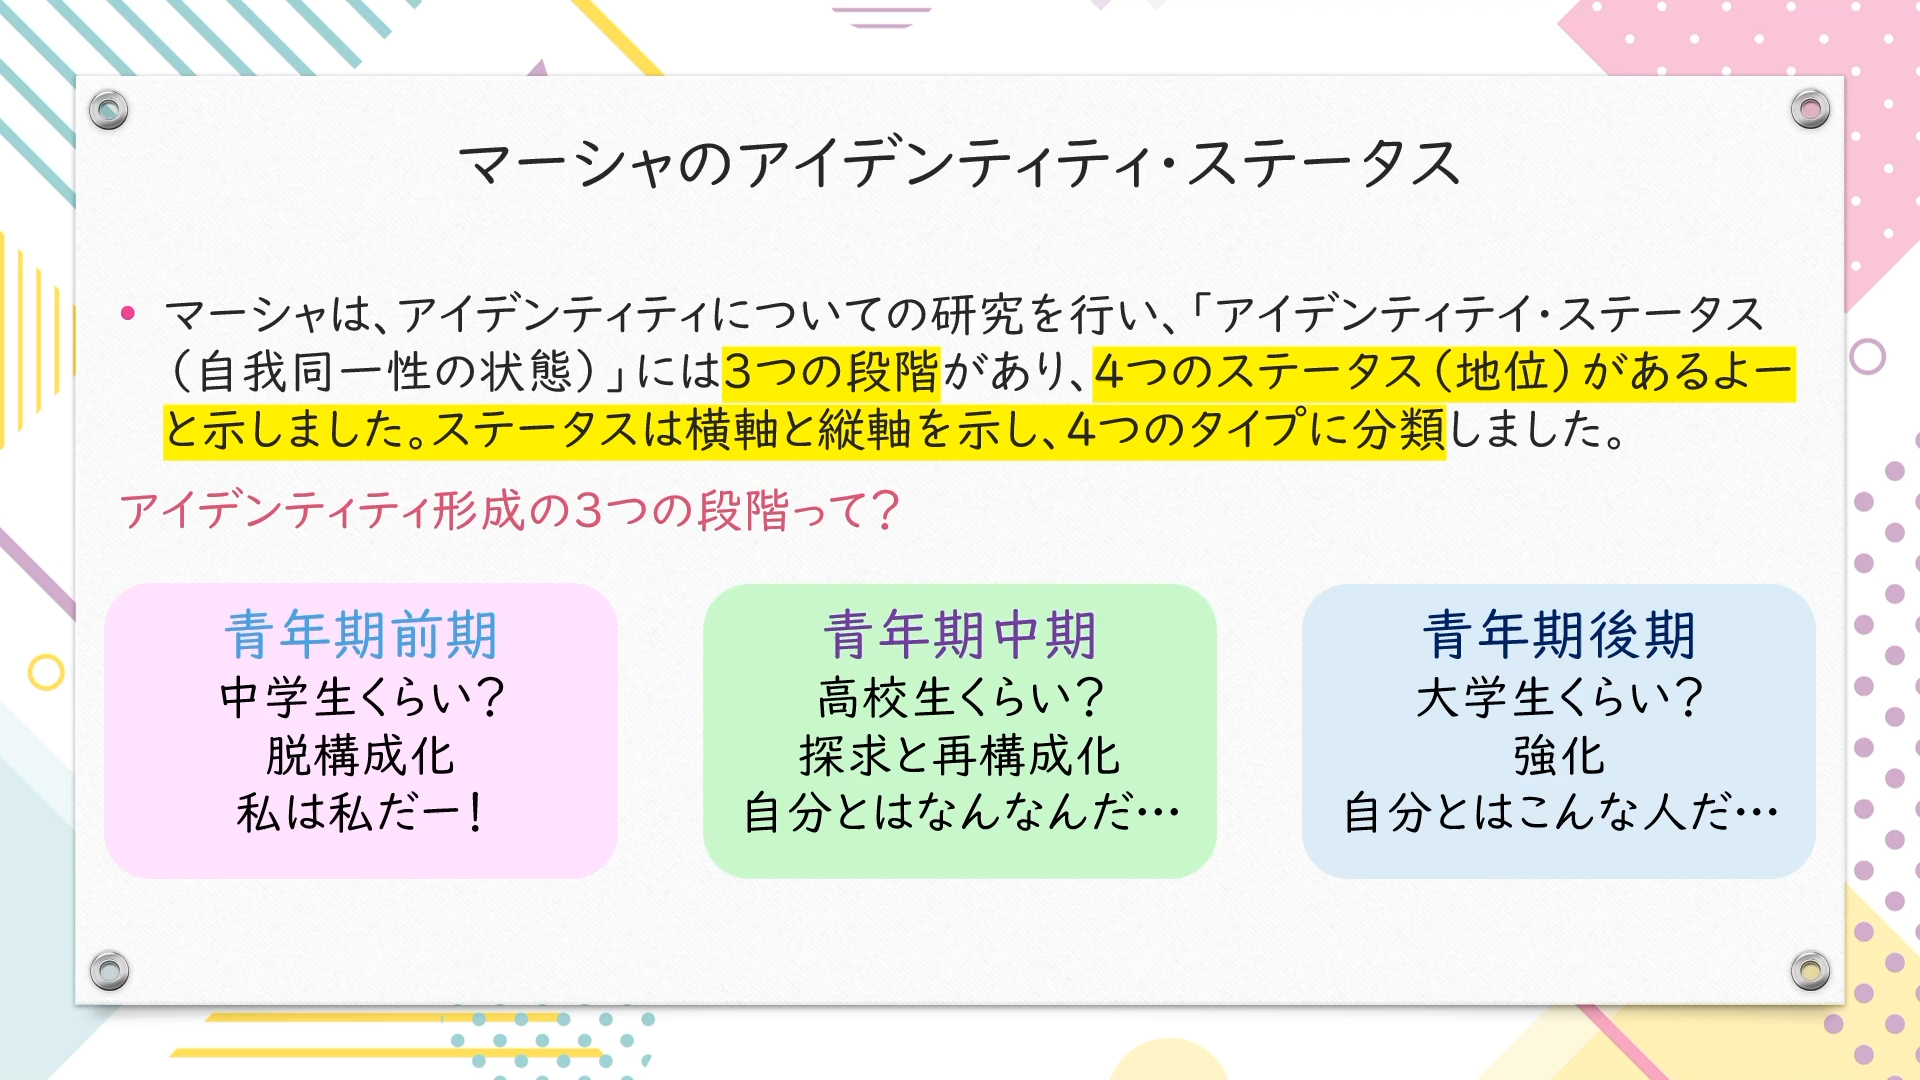 マーシャのアイデンティティ・ステータス
• マーシャは、アイデンティティについての研究を行い、「アイデンティテイ・ステータス
（自我同一性の状態）」には３つの段階があり、４つのステータス（地位）があるよー
と示しました。ステータスは横軸と縦軸を示し、４つのタイプに分類しました。
アイデンティティ形成の３つの段階って？
青年期前期
中学生くらい？
脱構成化
私は私だー！
青年期中期
高校生くらい？
探求と再構成化
自分とはなんなんだ…
青年期後期
大学生くらい？
強化
自分とはこんな人だ…